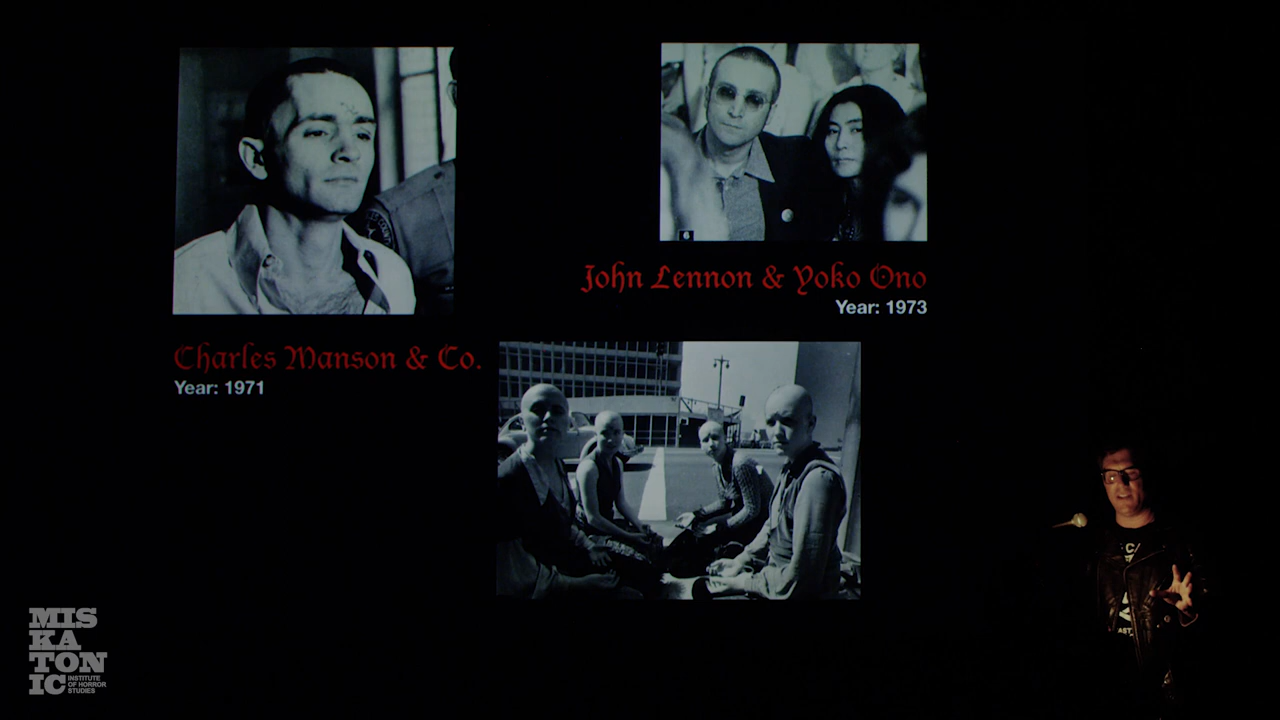 John Lennon & Yoko Ono
Year: 1973
Charles Manson & Co.
Year: 1971
MIS
KA
TON
IC
INSTITUTE
OF HORROR
STUDIES